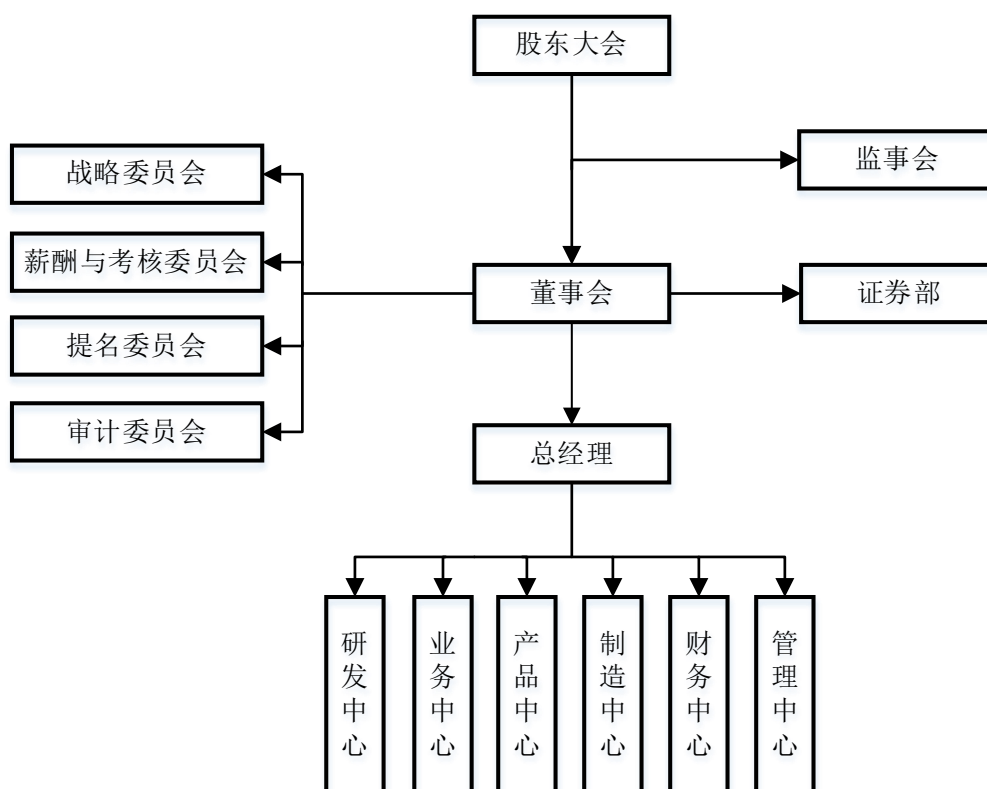 股东大会
监事会
战略委员会
薪酬与考核委员会
董事会
证券部
提名委员会
审计委员会
总经理
研发中心
业务中心
产品中心
制造中心
财务中心
管理中心